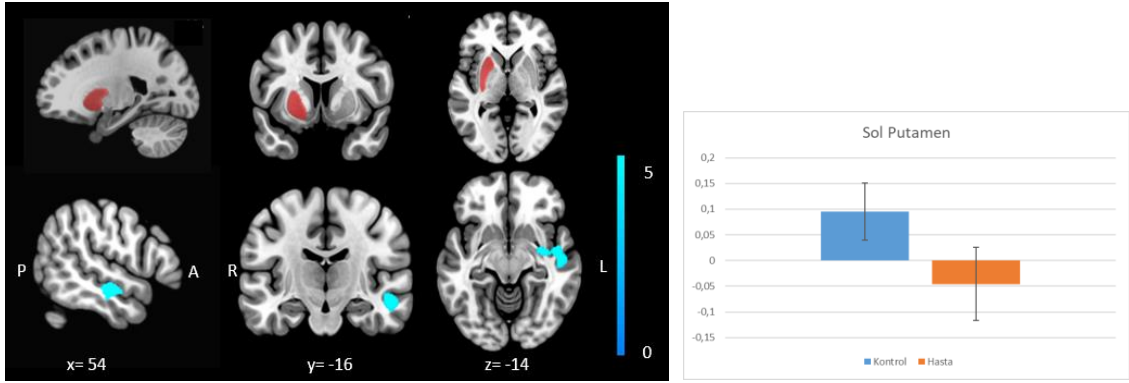 P
A
R
L
5
0
x= 54
y= -16
z= -14
Sol Putamen
0,2
0,15
0,1
0,05
0
-0,05
-0,1
-0,15
Kontrol
Hasta